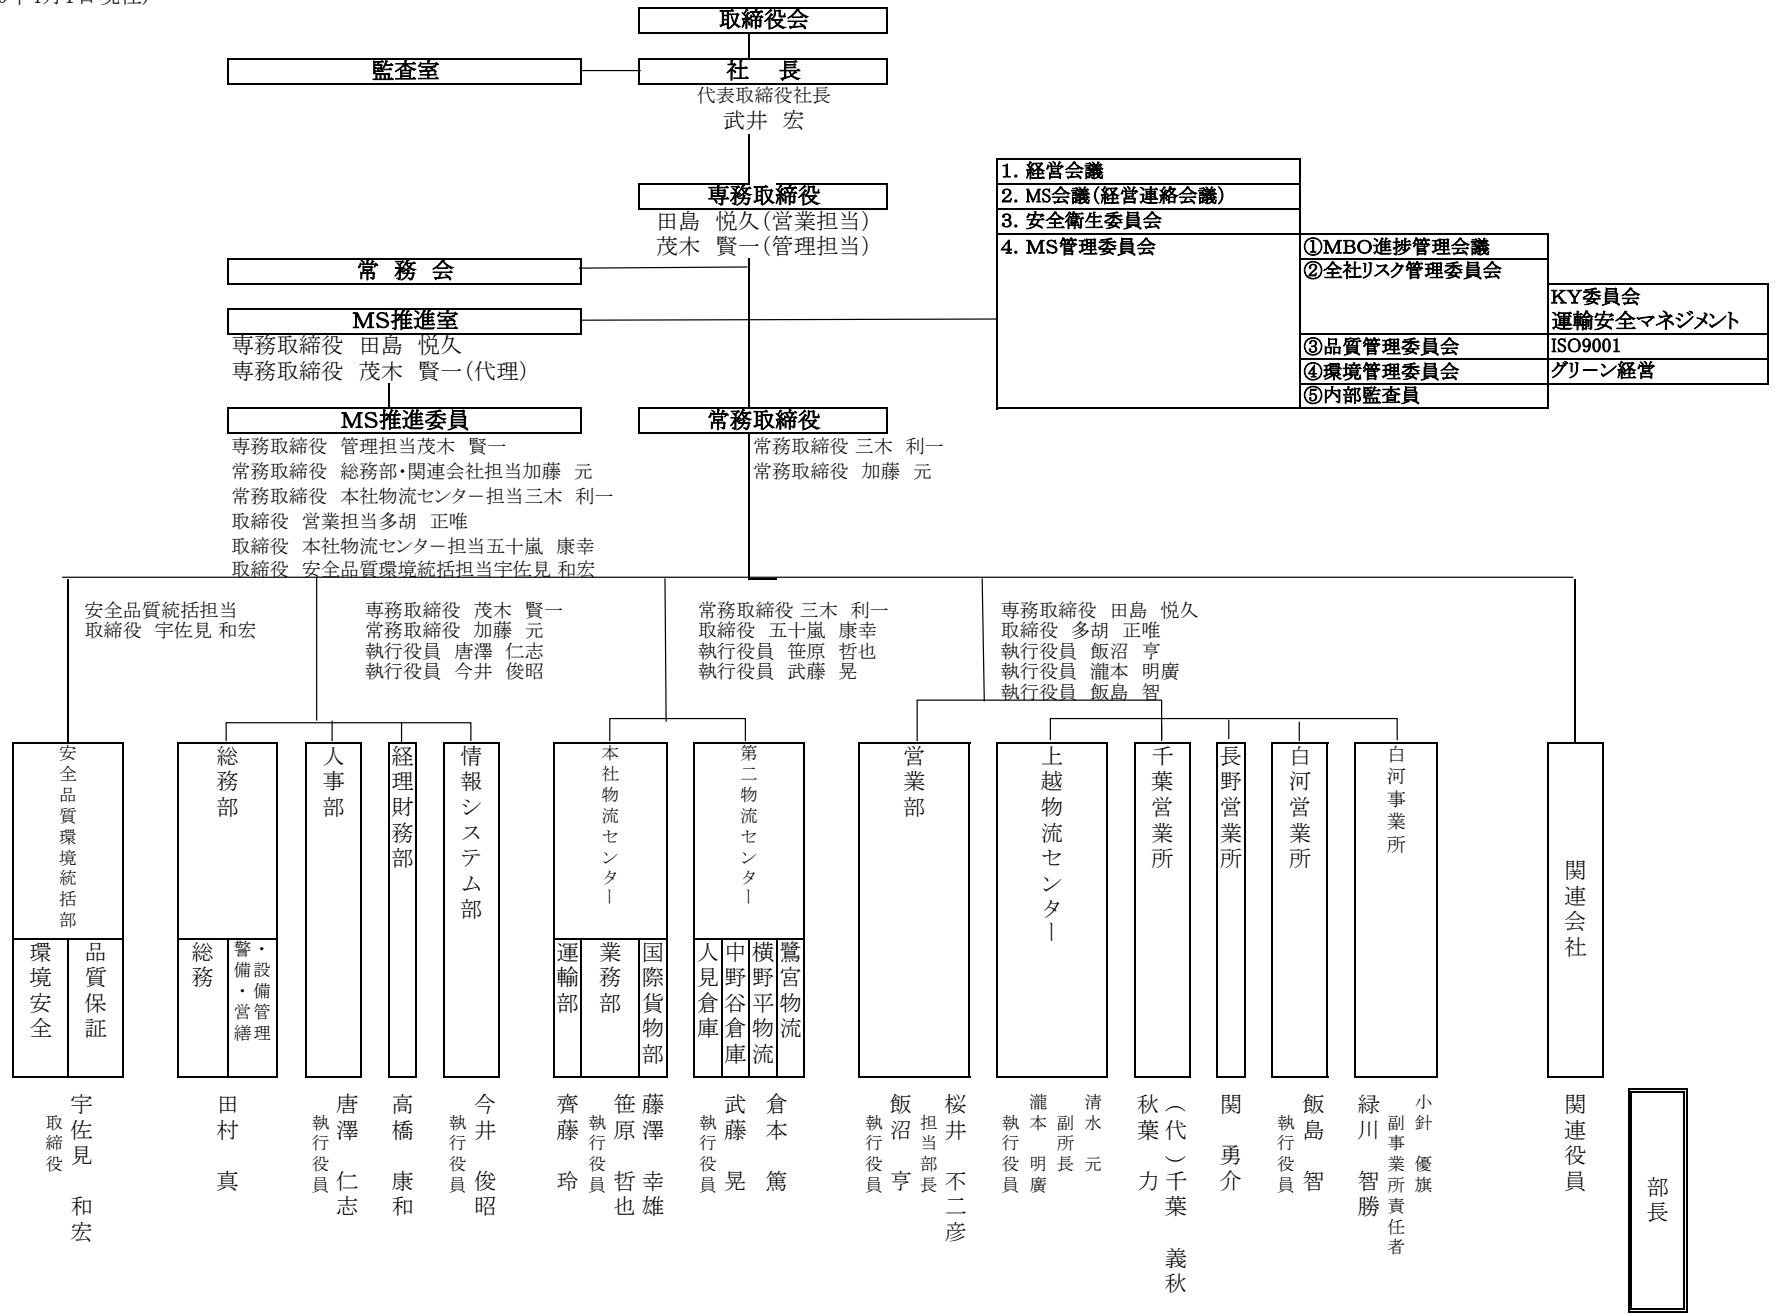 取締役会
監査室
社 長
代表取締役社長
武井 宏
専務取締役
田島 悦久(営業担当)
茂木 賢一(管理担当)
常 務 会
MS推進室
専務取締役 田島 悦久
専務取締役 茂木 賢一(代理)
1. 経営会議
2. MS会議(経営連絡会議)
3. 安全衛生委員会
4. MS管理委員会
①MBO進捗管理会議
②全社リスク管理委員会
KY委員会
運輸安全マネジメント
③品質管理委員会
ISO9001
④環境管理委員会
グリーン経営
⑤内部監査員
MS推進委員
専務取締役 管理担当茂木 賢一
常務取締役 総務部・関連会社担当加藤 元
常務取締役 本社物流センター担当三木 利一
取締役 営業担当多胡 正唯
取締役 本社物流センター担当五十嵐 康幸
取締役 安全品質環境統括担当宇佐見 和宏
常務取締役
常務取締役 三木 利一
常務取締役 加藤 元
安全品質統括担当
取締役 宇佐見 和宏
専務取締役 茂木 賢一
常務取締役 加藤 元
執行役員 唐澤 仁志
執行役員 今井 俊昭
常務取締役 三木 利一
取締役 五十嵐 康幸
執行役員 笹原 哲也
執行役員 武藤 晃
専務取締役 田島 悦久
取締役 多胡 正唯
執行役員 飯沼 亨
執行役員 瀧本 明廣
執行役員 飯島 智
安全品質環境統括部
環境安全
品質保証
総務部
総務
・設備管理
警備・営繕
人事部
経理財務部
情報システム部
本社物流センター
運輸部
業務部
国際貨物部
第二物流センター
人見倉庫
中野谷倉庫
横野平物流
鷺宮物流
営業部
上越物流センター
千葉営業所
長野営業所
白河営業所
白河事業所
関連会社
宇佐見 和宏
取締役
田村 真
唐澤 仁志
執行役員
高橋 康和
今井 俊昭
執行役員
藤澤 幸雄
笹原 哲也
執行役員
齊藤 玲
倉本 篤
武藤 晃
執行役員
桜井 不二彦
担当部長
飯沼 亨
執行役員
清水 元
副所長
瀧本 明廣
執行役員
(代)千葉 義秋
秋葉 力
関 勇介
飯島 智
執行役員
小針 優旗
副事業所責任者
緑川 智勝
関連役員
部長